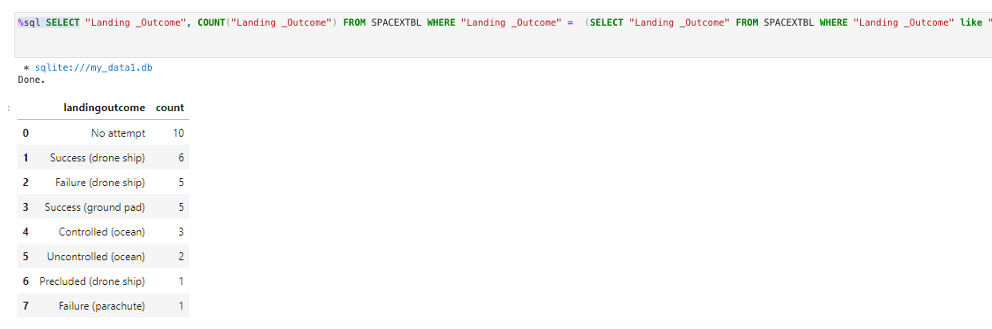 %sql SELECT "Landing _Outcome", COUNT("Landing _Outcome") FROM SPACEXTBL WHERE "Landing _Outcome" = (SELECT "Landing _Outcome" FROM SPACEXTBL WHERE "Landing _Outcome" like "
* sqlite:///my_data1.db
Done.
:
landingoutcome count
0 No attempt 10
1 Success (drone ship) 6
2 Failure (drone ship) 5
3 Success (ground pad) 5
4 Controlled (ocean) 3
5 Uncontrolled (ocean) 2
6 Precluded (drone ship) 1
7 Failure (parachute) 1